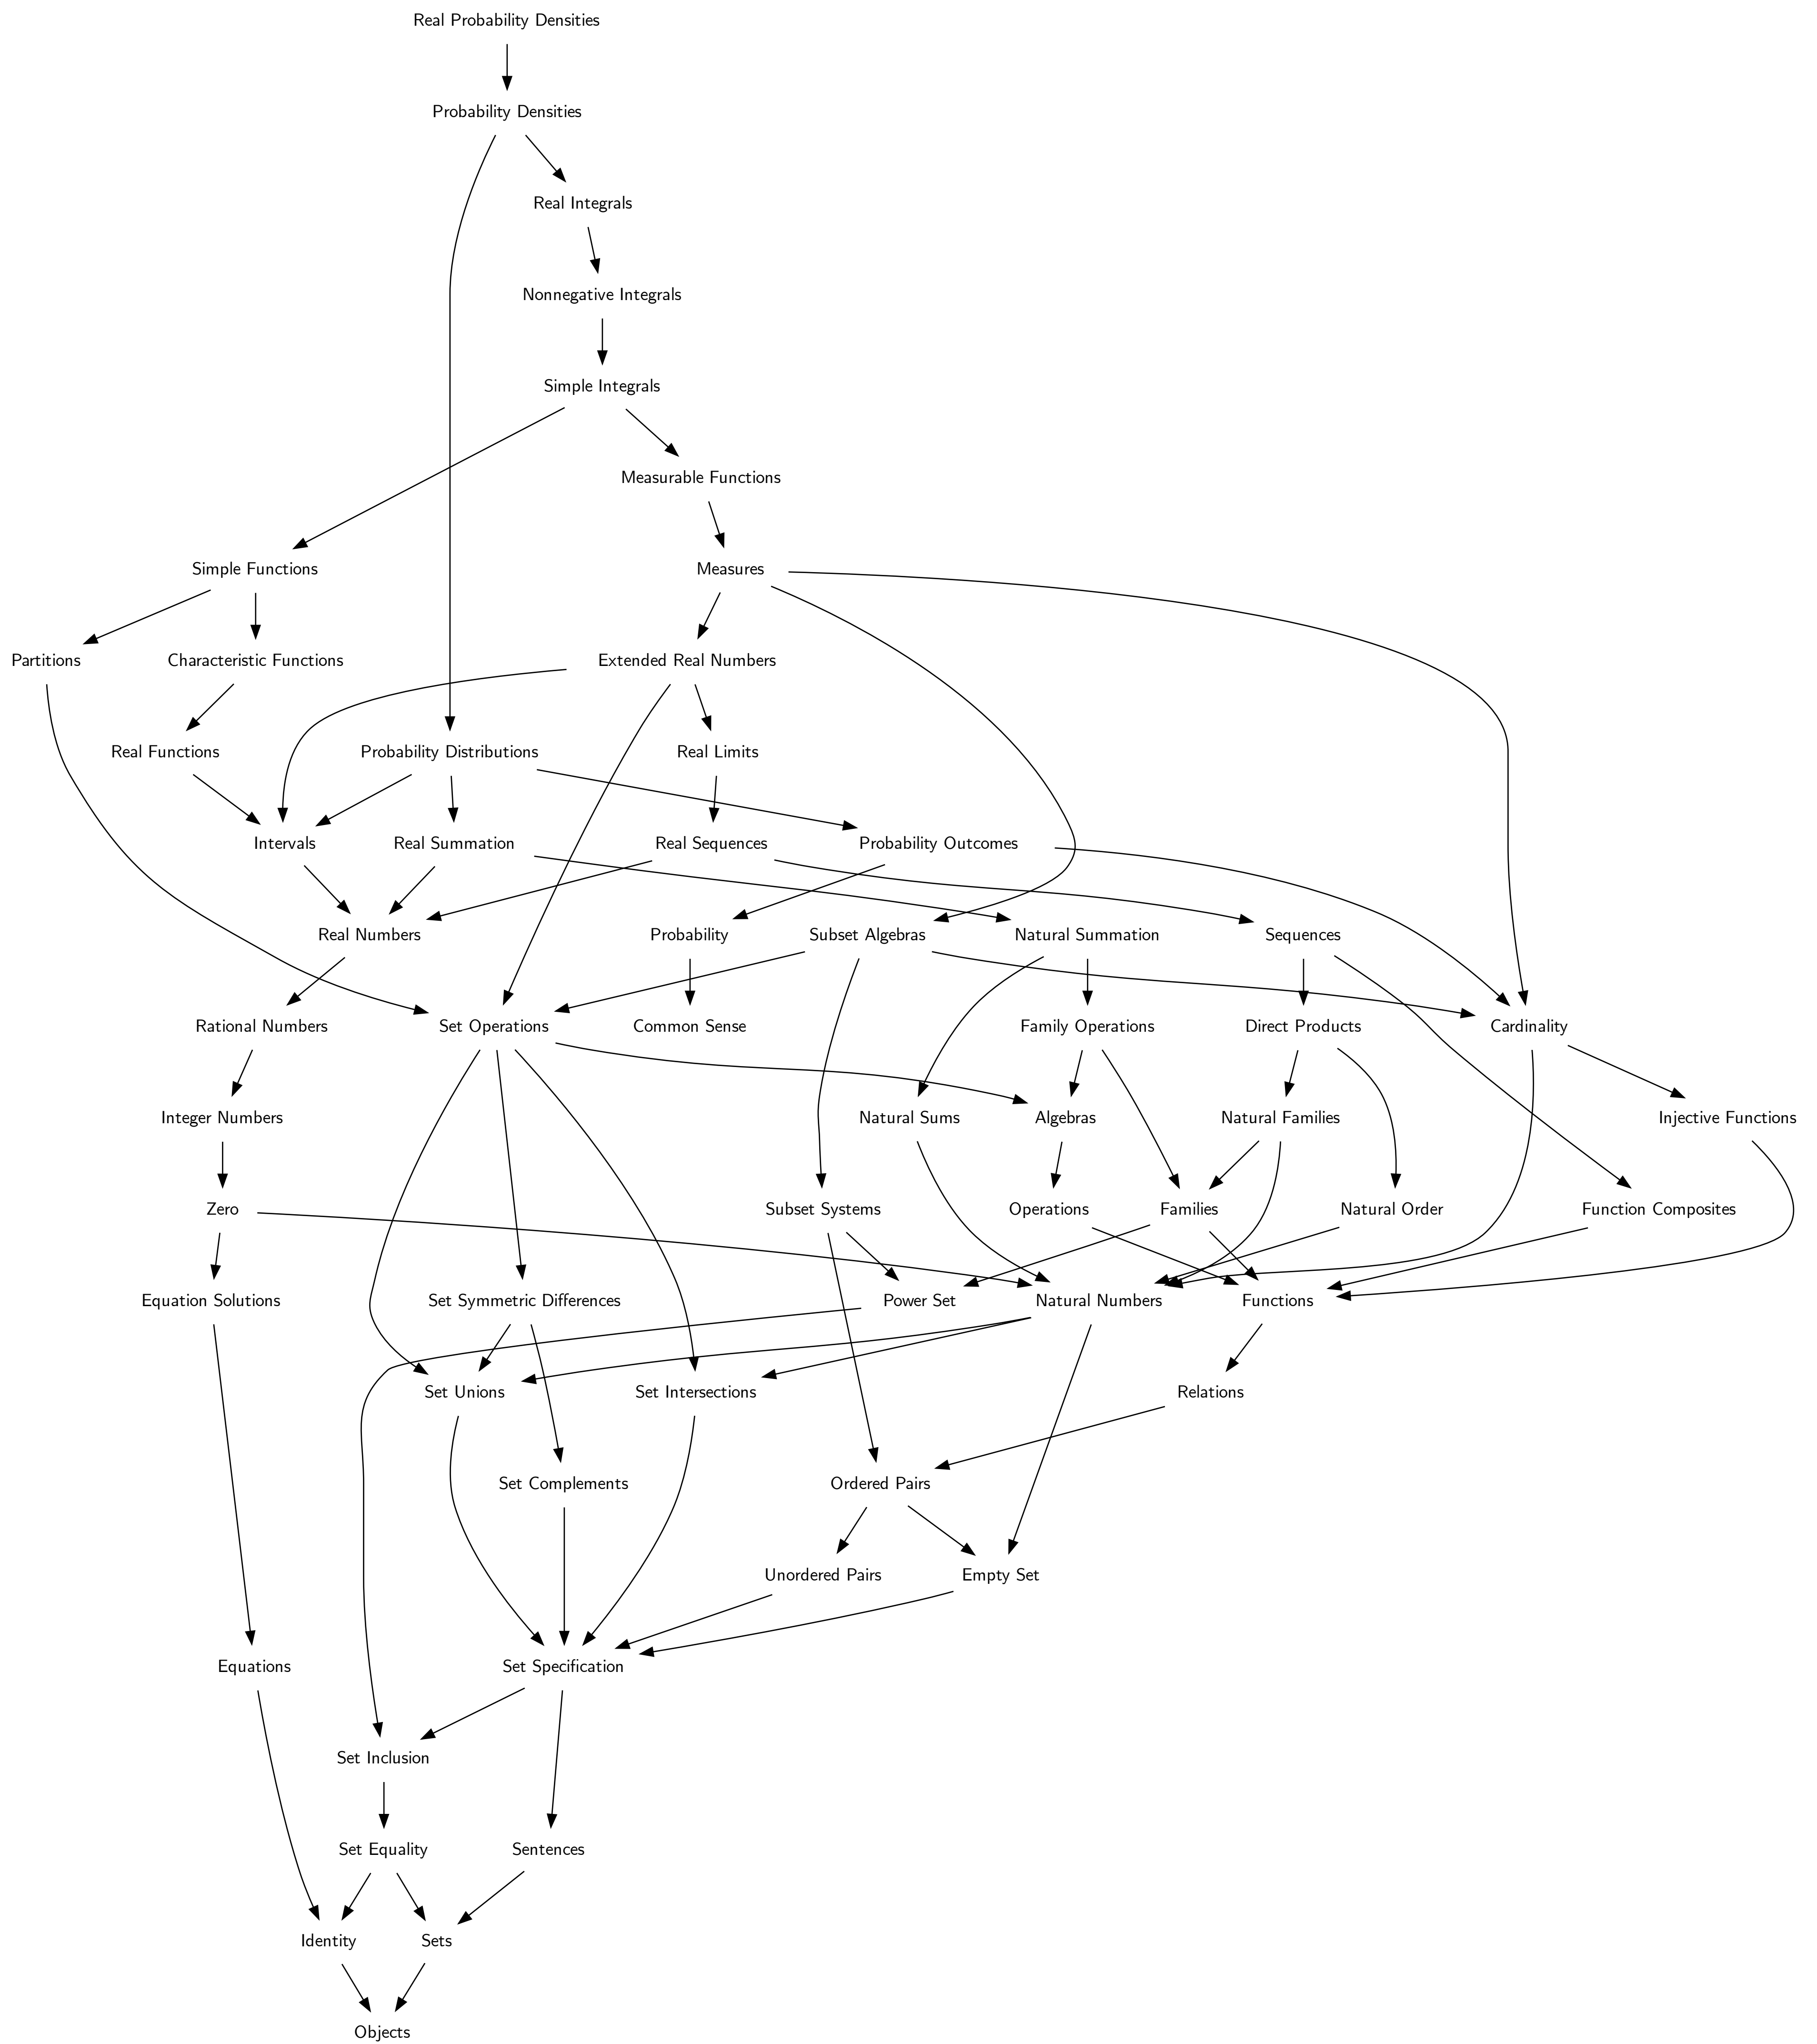 Real Probability Densities
Probability Densities
Real Integrals
Nonnegative Integrals
Simple Integrals
Measurable Functions
Simple Functions
Measures
Partitions
Characteristic Functions
Extended Real Numbers
Real Functions
Probability Distributions
Real Limits
Intervals
Real Summation
Real Sequences
Probability Outcomes
Real Numbers
Probability
Subset Algebras
Natural Summation
Sequences
Rational Numbers
Set Operations
Common Sense
Family Operations
Direct Products
Cardinality
Integer Numbers
Natural Sums
Algebras
Natural Families
Injective Functions
Zero
Subset Systems
Operations
Families
Natural Order
Function Composites
Equation Solutions
Set Symmetric Differences
Power Set
Natural Numbers
Functions
Set Unions
Set Intersections
Relations
Set Complements
Ordered Pairs
Unordered Pairs
Empty Set
Equations
Set Specification
Set Inclusion
Set Equality
Sentences
Identity
Sets
Objects